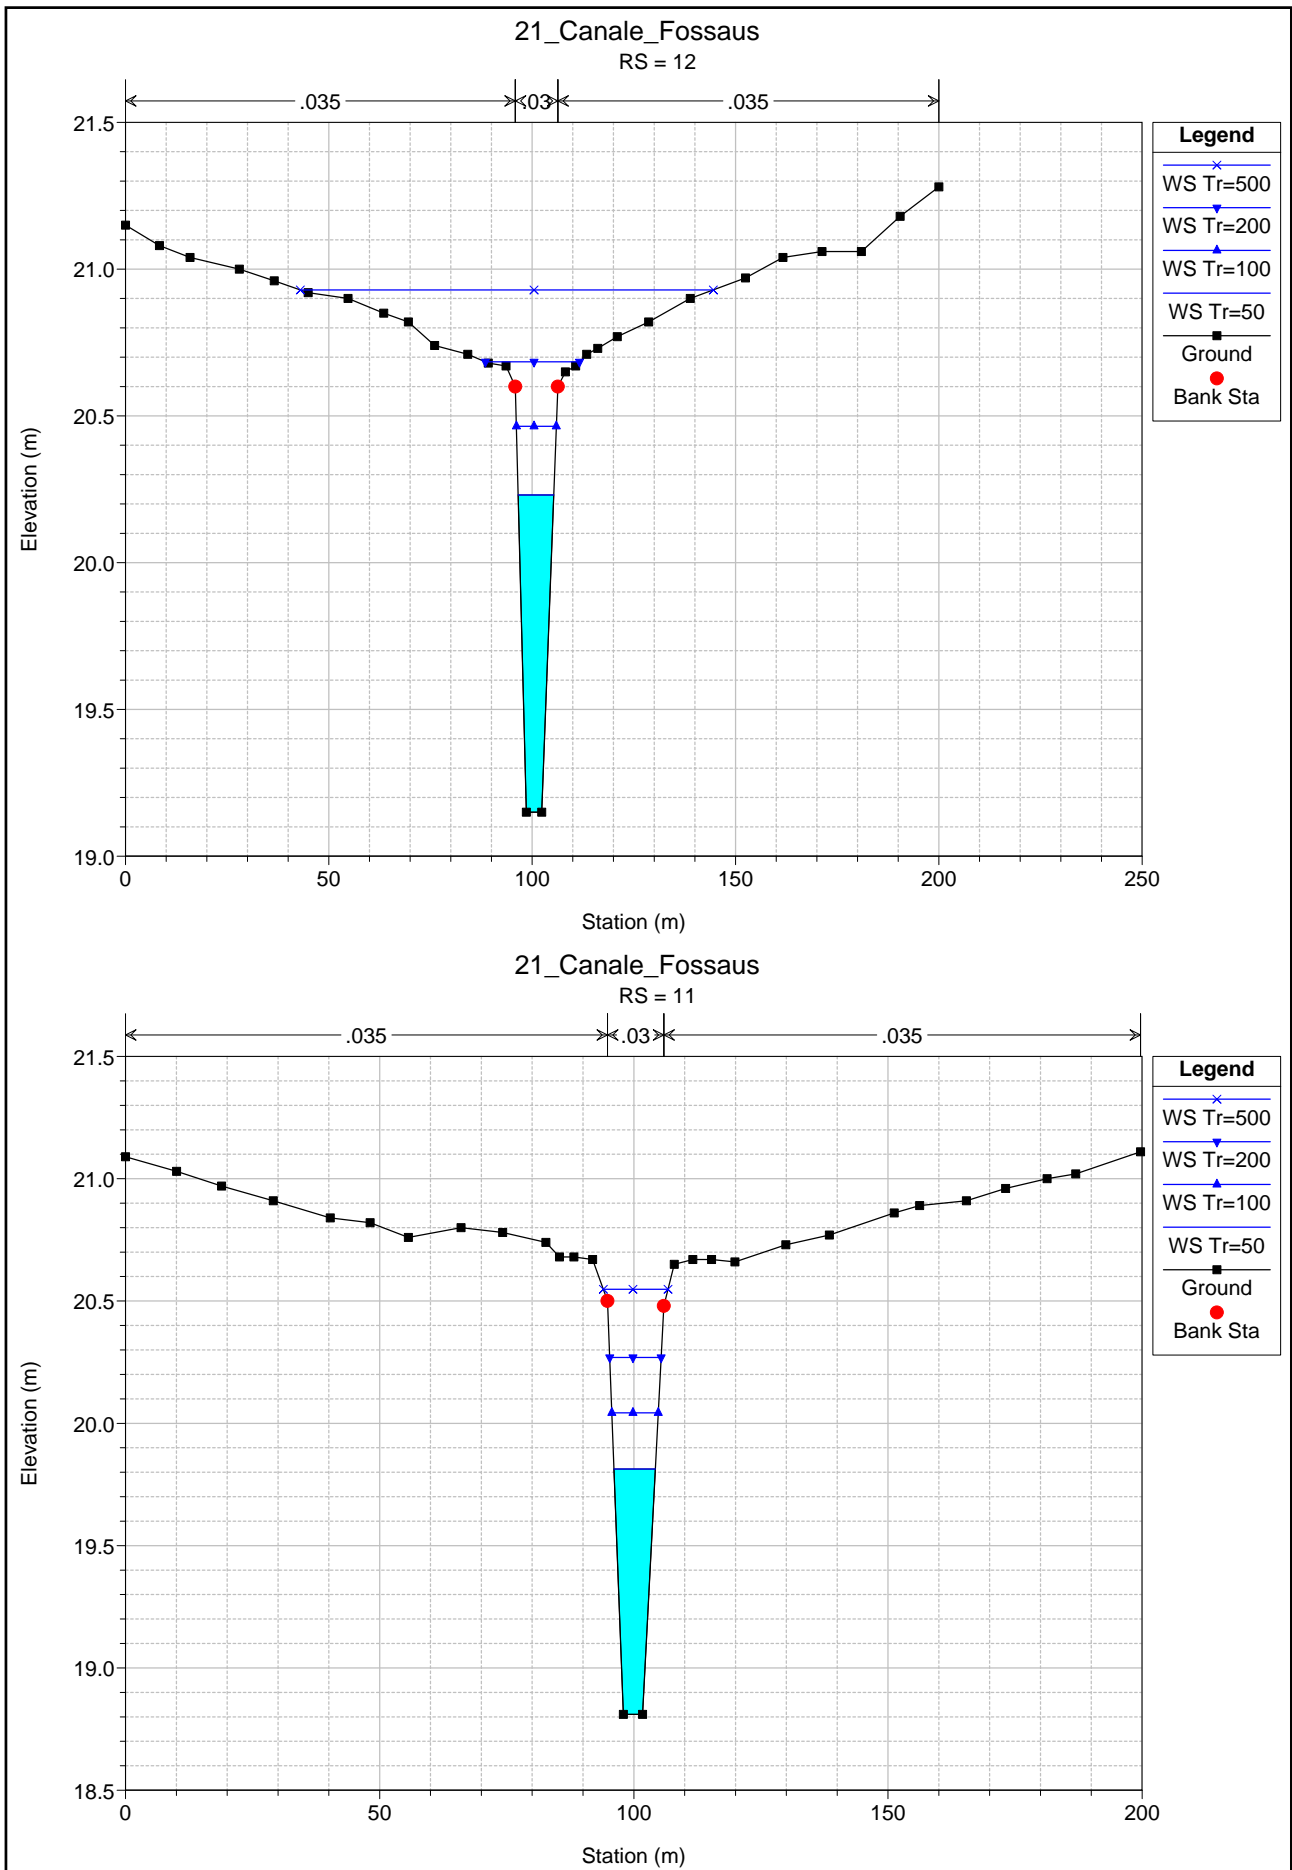 21_Canale_Fossaus
RS = 12
.035 .03 .035
21.5
21.0
20.5
20.0
19.5
19.0
0 50 100 150 200 250
Elevation (m)
Station (m)
Legend
WS Tr=500
WS Tr=200
WS Tr=100
WS Tr=50
Ground
Bank Sta
21_Canale_Fossaus
RS = 11
.035 .03 .035
21.5
21.0
20.5
20.0
19.5
19.0
18.5
0 50 100 150 200
Elevation (m)
Station (m)
Legend
WS Tr=500
WS Tr=200
WS Tr=100
WS Tr=50
Ground
Bank Sta